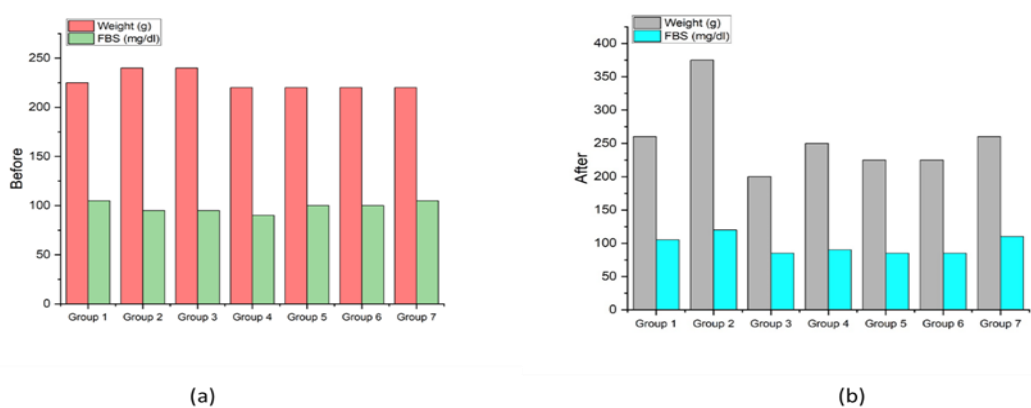 Weight (g)
FBS (mg/dl)
250
200
150
100
50
0
Before
Group 1 Group 2 Group 3 Group 4 Group 5 Group 6 Group 7
(a)
Weight (g)
FBS (mg/dl)
400
350
300
250
200
150
100
50
0
After
Group 1 Group 2 Group 3 Group 4 Group 5 Group 6 Group 7
(b)